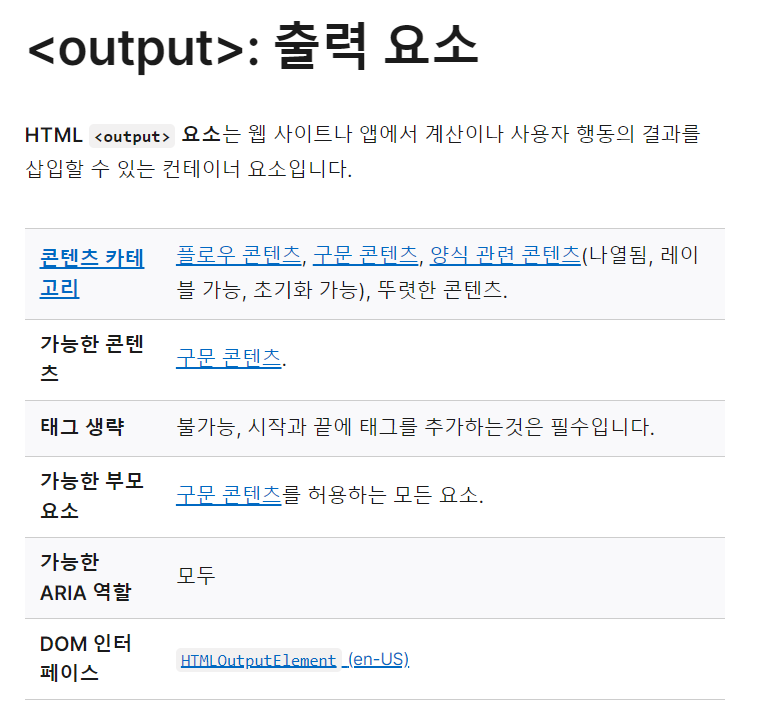 <output>: 출력 요소
HTML <output> 요소는 웹 사이트나 앱에서 계산이나 사용자 행동의 결과를
삽입할 수 있는 컨테이너 요소입니다.
콘텐츠 카테
고리
플로우 콘텐츠, 구문 콘텐츠, 양식 관련 콘텐츠(나열됨, 레이
블 가능, 초기화 가능), 뚜렷한 콘텐츠.
가능한 콘텐
츠
구문 콘텐츠.
태그 생략
불가능, 시작과 끝에 태그를 추가하는것은 필수입니다.
가능한 부모
요소
구문 콘텐츠를 허용하는 모든 요소.
가능한
ARIA 역할
모두
DOM 인터
페이스
HTMLOutputElement (en-US)